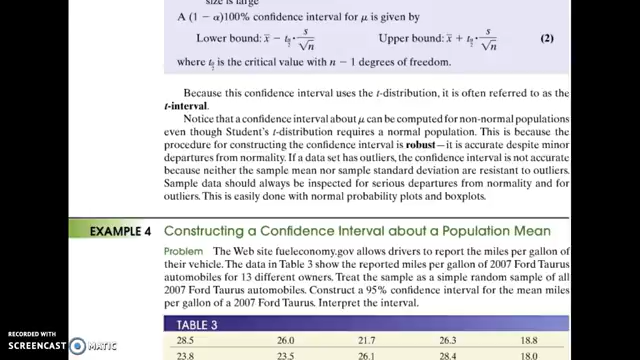 size is large
A (1 − α)100% confidence interval for μ is given by
Lower bound: x̄ − t_{α/2} · s/√n Upper bound: x̄ + t_{α/2} · s/√n (2)
where t_{α/2} is the critical value with n − 1 degrees of freedom.
Because this confidence interval uses the t-distribution, it is often referred to as the
t-interval.
Notice that a confidence interval about μ can be computed for non-normal populations
even though Student's t-distribution requires a normal population. This is because the
procedure for constructing the confidence interval is robust—it is accurate despite minor
departures from normality. If a data set has outliers, the confidence interval is not accurate
because neither the sample mean nor sample standard deviation are resistant to outliers.
Sample data should always be inspected for serious departures from normality and for
outliers. This is easily done with normal probability plots and boxplots.
EXAMPLE 4 Constructing a Confidence Interval about a Population Mean
Problem The Web site fueleconomy.gov allows drivers to report the miles per gallon of
their vehicle. The data in Table 3 show the reported miles per gallon of 2007 Ford Taurus
automobiles for 13 different owners. Treat the sample as a simple random sample of all
2007 Ford Taurus automobiles. Construct a 95% confidence interval for the mean miles
per gallon of a 2007 Ford Taurus. Interpret the interval.
TABLE 3
28.5 26.0 21.7 26.3 18.8
23.8 23.5 26.1 28.4 18.0
RECORDED WITH
SCREENCAST MATIC